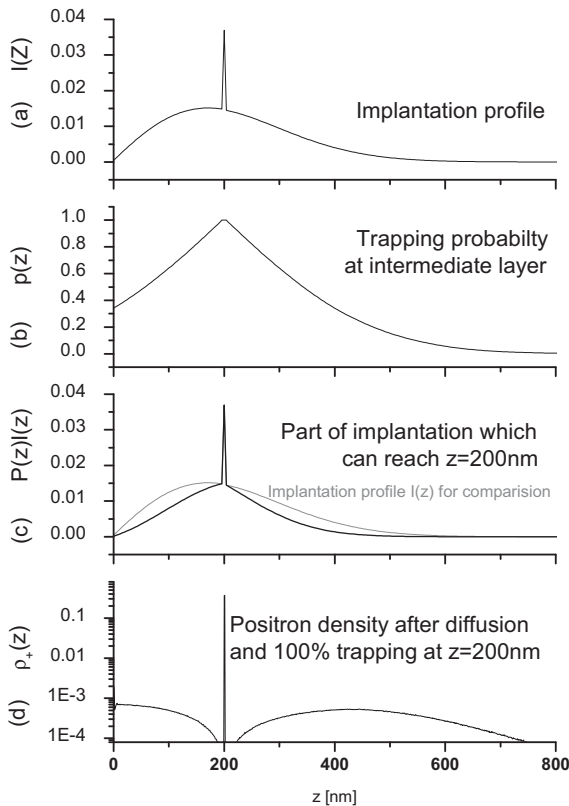 (a) I(Z)
0.04
0.03
0.02
0.01
0.00
Implantation profile
(b) p(z)
1.0
0.8
0.6
0.4
0.2
0.0
Trapping probabilty
at intermediate layer
(c) P(z)I(z)
0.04
0.03
0.02
0.01
0.00
Part of implantation which
can reach z=200nm
Implantation profile I(z) for comparision
(d) ρ+(z)
0.1
0.01
1E-3
1E-4
Positron density after diffusion
and 100% trapping at z=200nm
0 200 400 600 800
z [nm]